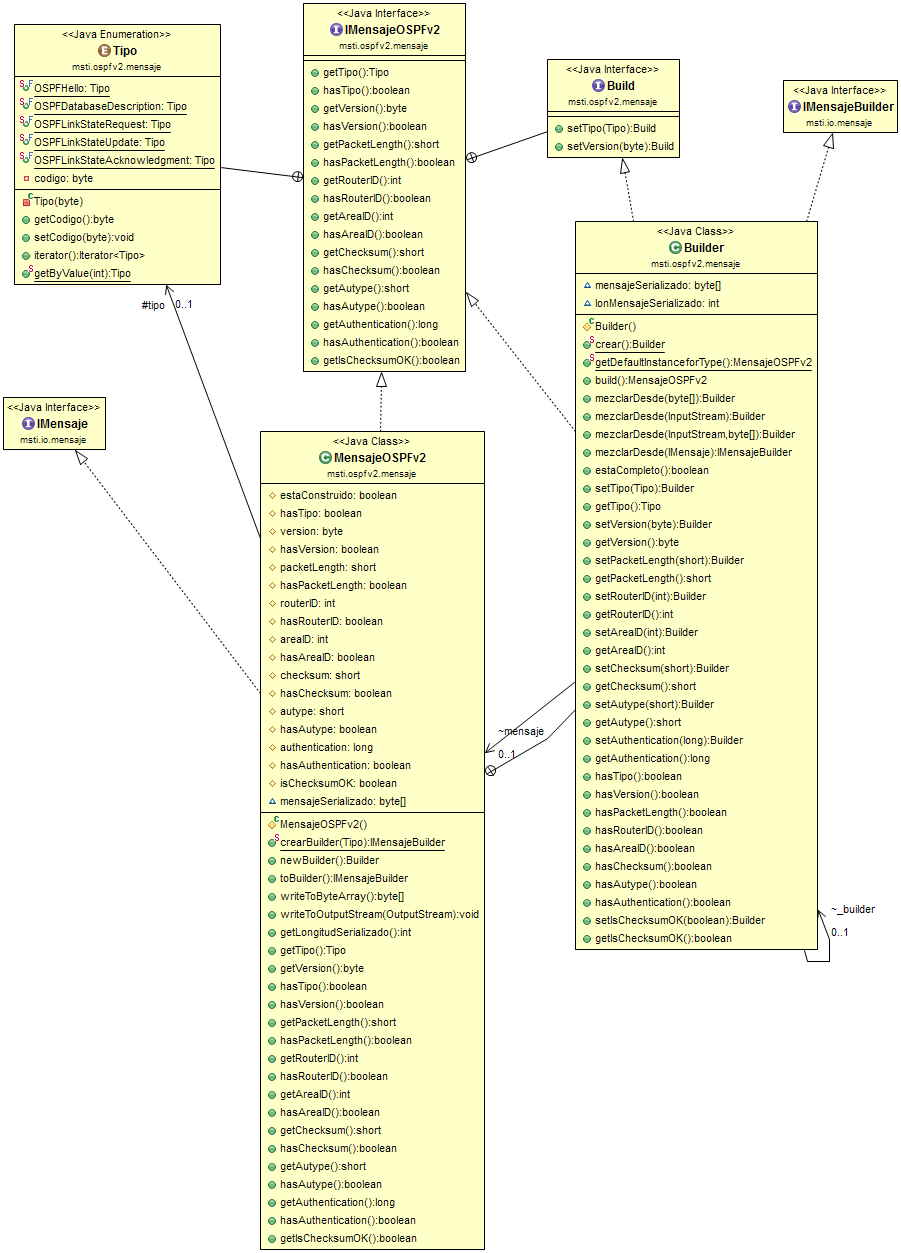 <<Java Enumeration>>
Tipo
msti.ospfv2.mensaje
OSPFHello: Tipo
OSPFDatabaseDescription: Tipo
OSPFLinkStateRequest: Tipo
OSPFLinkStateUpdate: Tipo
OSPFLinkStateAcknowledgment: Tipo
codigo: byte
Tipo(byte)
getCodigo():byte
setCodigo(byte):void
iterator():Iterator<Tipo>
getByValue(int):Tipo
#tipo 0..1
<<Java Interface>>
IMensajeOSPFv2
msti.ospfv2.mensaje
getTipo():Tipo
hasTipo():boolean
getVersion():byte
hasVersion():boolean
getPacketLength():short
hasPacketLength():boolean
getRouterID():int
hasRouterID():boolean
getAreaID():int
hasAreaID():boolean
getChecksum():short
hasChecksum():boolean
getAutype():short
hasAutype():boolean
getAuthentication():long
hasAuthentication():boolean
getIsChecksumOK():boolean
<<Java Interface>>
Build
msti.ospfv2.mensaje
setTipo(Tipo):Build
setVersion(byte):Build
<<Java Interface>>
IMensajeBuilder
msti.io.mensaje
<<Java Interface>>
IMensaje
msti.io.mensaje
<<Java Class>>
MensajeOSPFv2
msti.ospfv2.mensaje
estaConstruido: boolean
hasTipo: boolean
version: byte
hasVersion: boolean
packetLength: short
hasPacketLength: boolean
routerID: int
hasRouterID: boolean
areaID: int
hasAreaID: boolean
checksum: short
hasChecksum: boolean
autype: short
hasAutype: boolean
authentication: long
hasAuthentication: boolean
isChecksumOK: boolean
mensajeSerializado: byte[]
MensajeOSPFv2()
crearBuilder(Tipo):IMensajeBuilder
newBuilder():Builder
toBuilder():IMensajeBuilder
writeToByteArray():byte[]
writeToOutputStream(OutputStream):void
getLongitudSerializado():int
getTipo():Tipo
getVersion():byte
hasTipo():boolean
hasVersion():boolean
getPacketLength():short
hasPacketLength():boolean
getRouterID():int
hasRouterID():boolean
getAreaID():int
hasAreaID():boolean
getChecksum():short
hasChecksum():boolean
getAutype():short
hasAutype():boolean
getAuthentication():long
hasAuthentication():boolean
getIsChecksumOK():boolean
~mensaje
0..1
<<Java Class>>
Builder
msti.ospfv2.mensaje
mensajeSerializado: byte[]
lonMensajeSerializado: int
Builder()
crear():Builder
getDefaultInstanceforType():MensajeOSPFv2
build():MensajeOSPFv2
mezclarDesde(byte[]):Builder
mezclarDesde(InputStream):Builder
mezclarDesde(InputStream,byte[]):Builder
mezclarDesde(IMensaje):IMensajeBuilder
estaCompleto():boolean
setTipo(Tipo):Builder
getTipo():Tipo
setVersion(byte):Builder
getVersion():byte
setPacketLength(short):Builder
getPacketLength():short
setRouterID(int):Builder
getRouterID():int
setAreaID(int):Builder
getAreaID():int
setChecksum(short):Builder
getChecksum():short
setAutype(short):Builder
getAutype():short
setAuthentication(long):Builder
getAuthentication():long
hasTipo():boolean
hasVersion():boolean
hasPacketLength():boolean
hasRouterID():boolean
hasAreaID():boolean
hasChecksum():boolean
hasAutype():boolean
hasAuthentication():boolean
setIsChecksumOK(boolean):Builder
getIsChecksumOK():boolean
~_builder
0..1